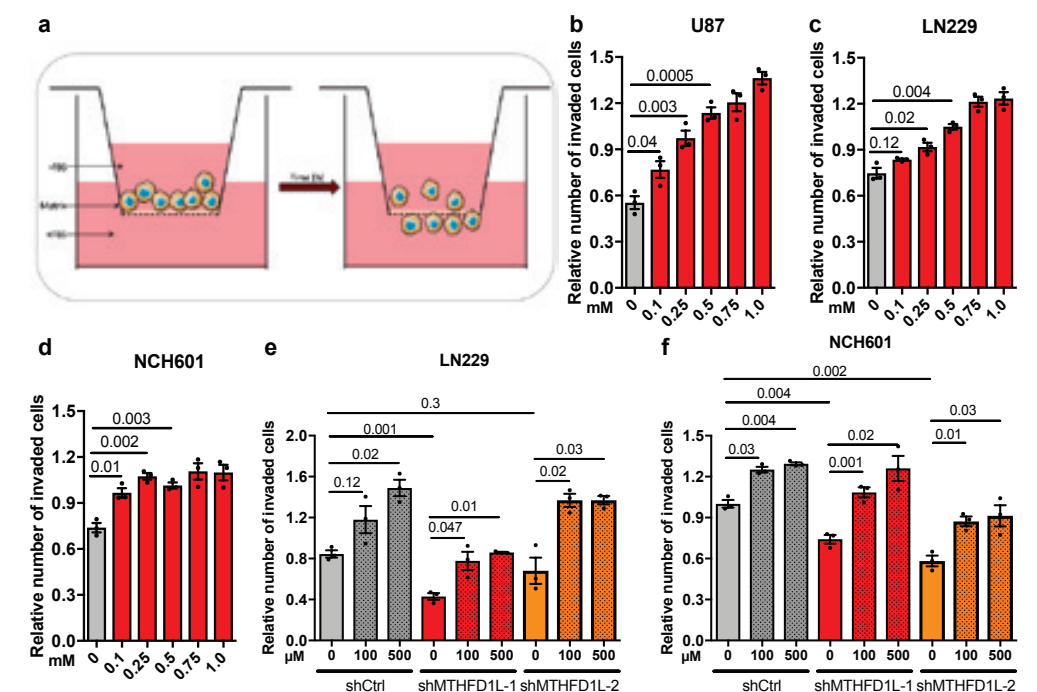 a
b
U87
Relative number of invaded cells
1.5
1.2
0.9
0.6
0.3
0.0
0.0005
0.003
0.04
mM
0
0.1
0.25
0.5
0.75
1.0
c
LN229
Relative number of invaded cells
1.5
1.2
0.9
0.6
0.3
0.0
0.004
0.02
0.12
mM
0
0.1
0.25
0.5
0.75
1.0
d
NCH601
Relative number of invaded cells
1.5
1.2
0.9
0.6
0.3
0.0
0.003
0.002
0.01
mM
0
0.1
0.25
0.5
0.75
1.0
e
LN229
Relative number of invaded cells
2.0
1.6
1.2
0.8
0.4
0.0
0.3
0.001
0.02
0.12
0.01
0.047
0.03
0.02
µM
0 100 500 0 100 500 0 100 500
shCtrl shMTHFD1L-1 shMTHFD1L-2
f
NCH601
Relative number of invaded cells
1.5
1.2
0.9
0.6
0.3
0.0
0.002
0.004
0.004
0.03
0.02
0.001
0.03
0.01
µM
0 100 500 0 100 500 0 100 500
shCtrl shMTHFD1L-1 shMTHFD1L-2